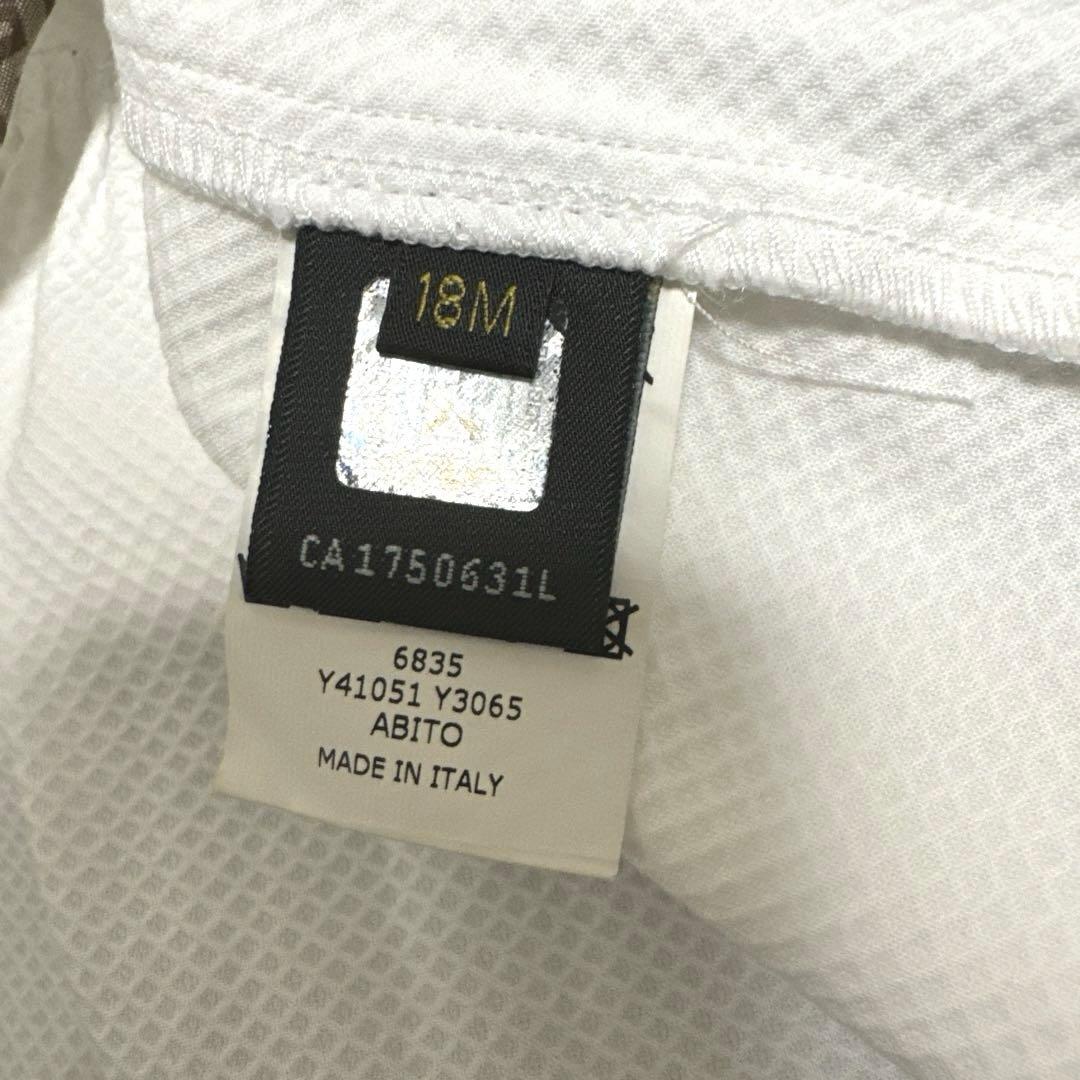 18M
CA1750631L
6835
Y41051 Y3065
ABITO
MADE IN ITALY